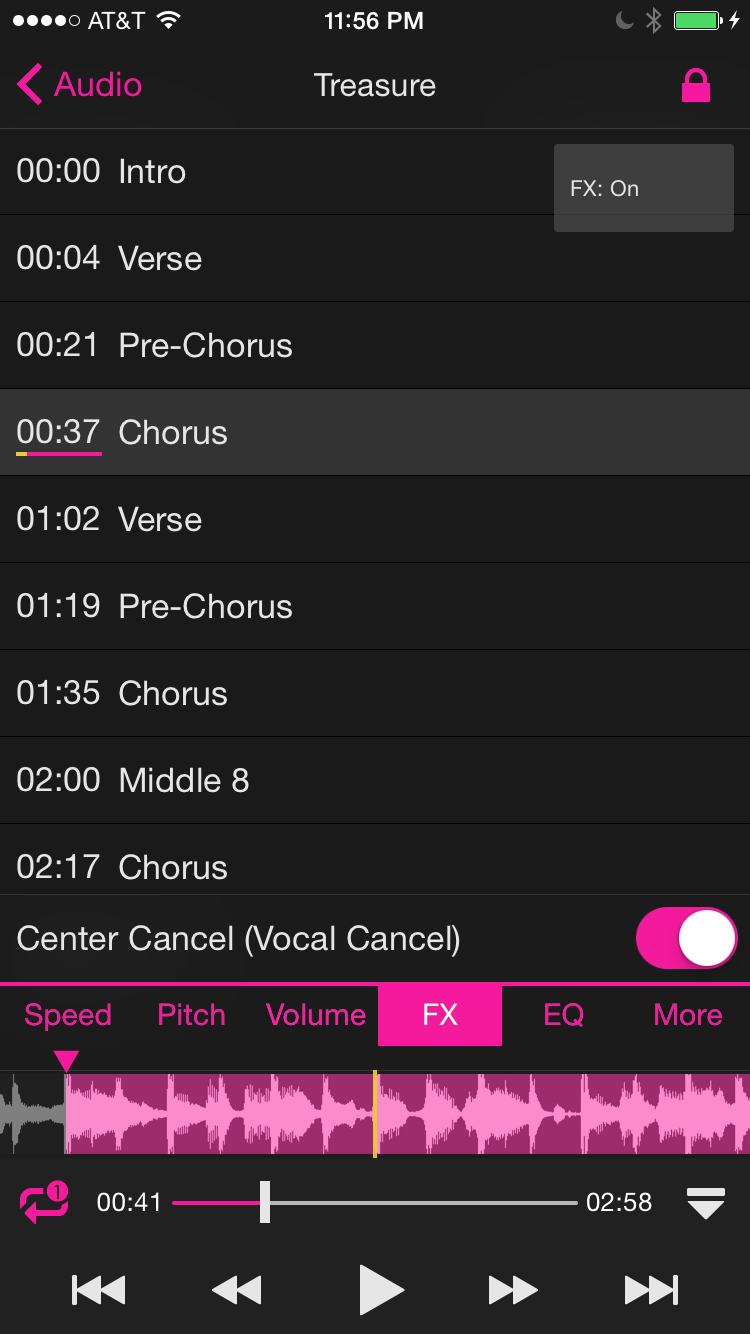 AT&T 11:56 PM
Audio Treasure
00:00 Intro
FX: On
00:04 Verse
00:21 Pre-Chorus
00:37 Chorus
01:02 Verse
01:19 Pre-Chorus
01:35 Chorus
02:00 Middle 8
02:17 Chorus
Center Cancel (Vocal Cancel)
Speed Pitch Volume FX EQ More
1 00:41 02:58